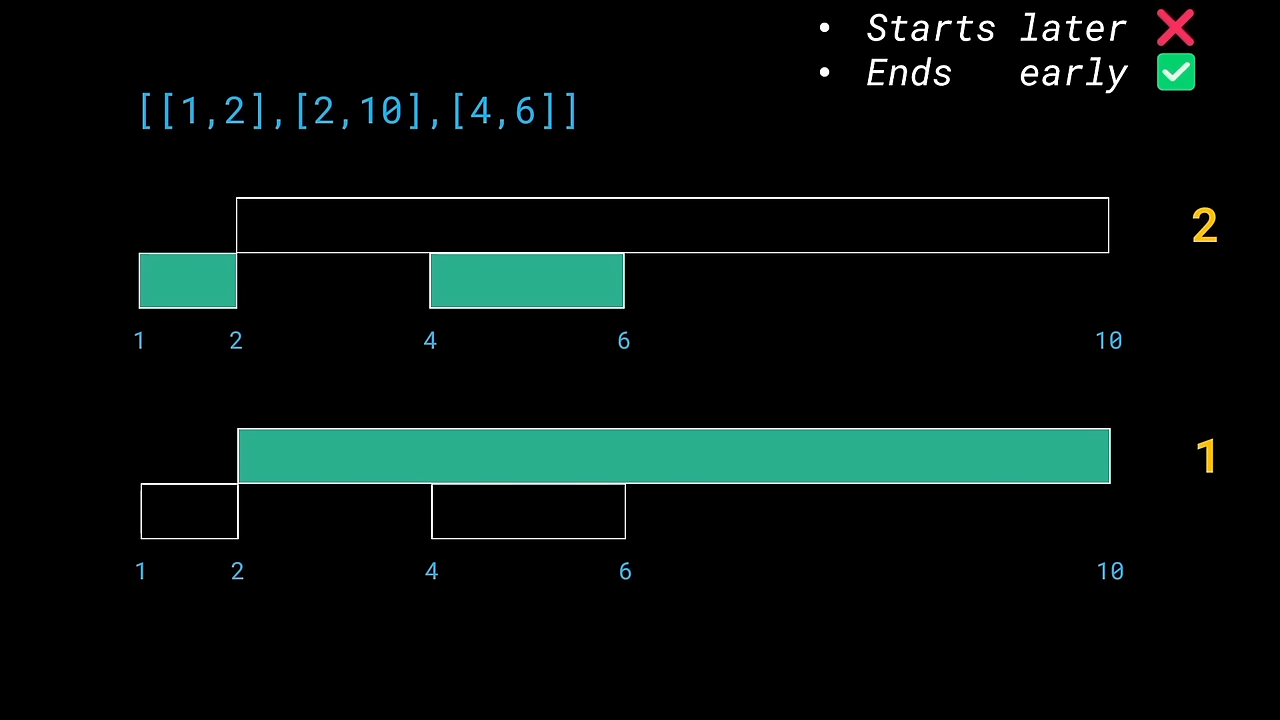 • Starts later ❌
• Ends early ✅
[[1,2],[2,10],[4,6]]
2
1 2 4 6 10
1
1 2 4 6 10